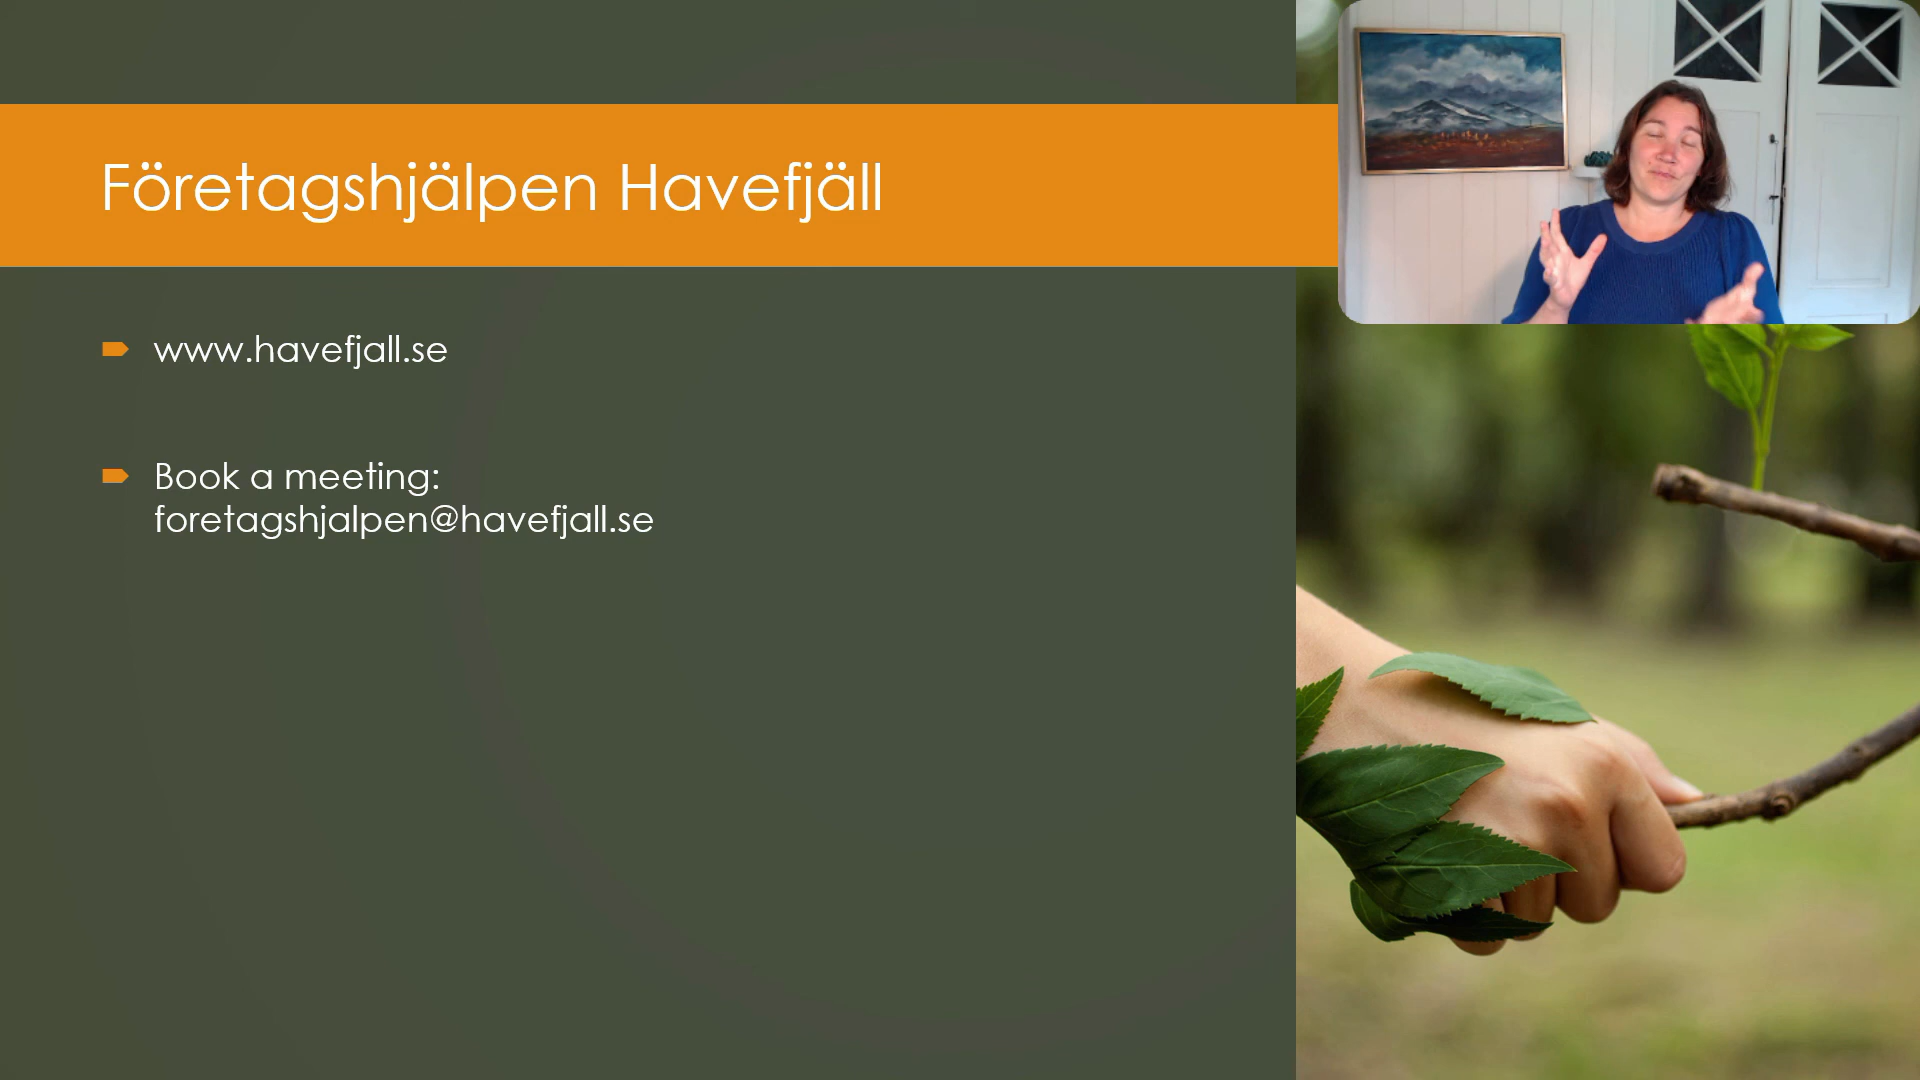 Företagshjälpen Havefjäll
www.havefjall.se
Book a meeting:
foretagshjalpen@havefjall.se